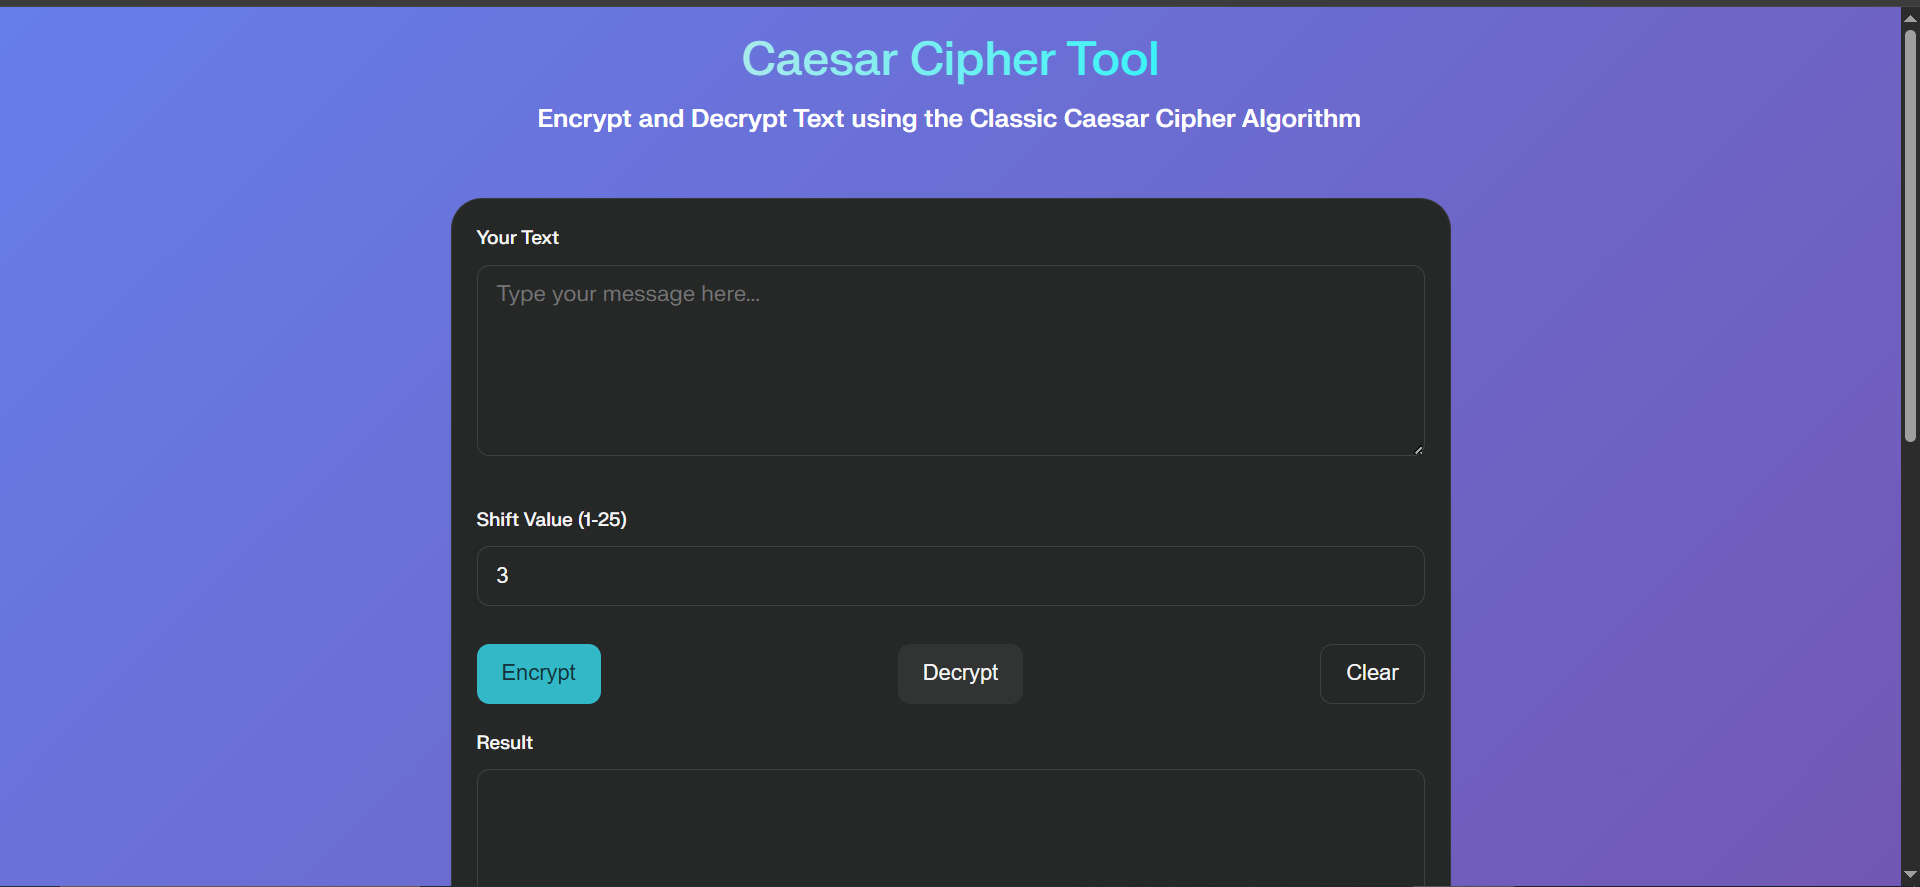 Caesar Cipher Tool
Encrypt and Decrypt Text using the Classic Caesar Cipher Algorithm
Your Text
Type your message here...
Shift Value (1-25)
3
Encrypt
Decrypt
Clear
Result